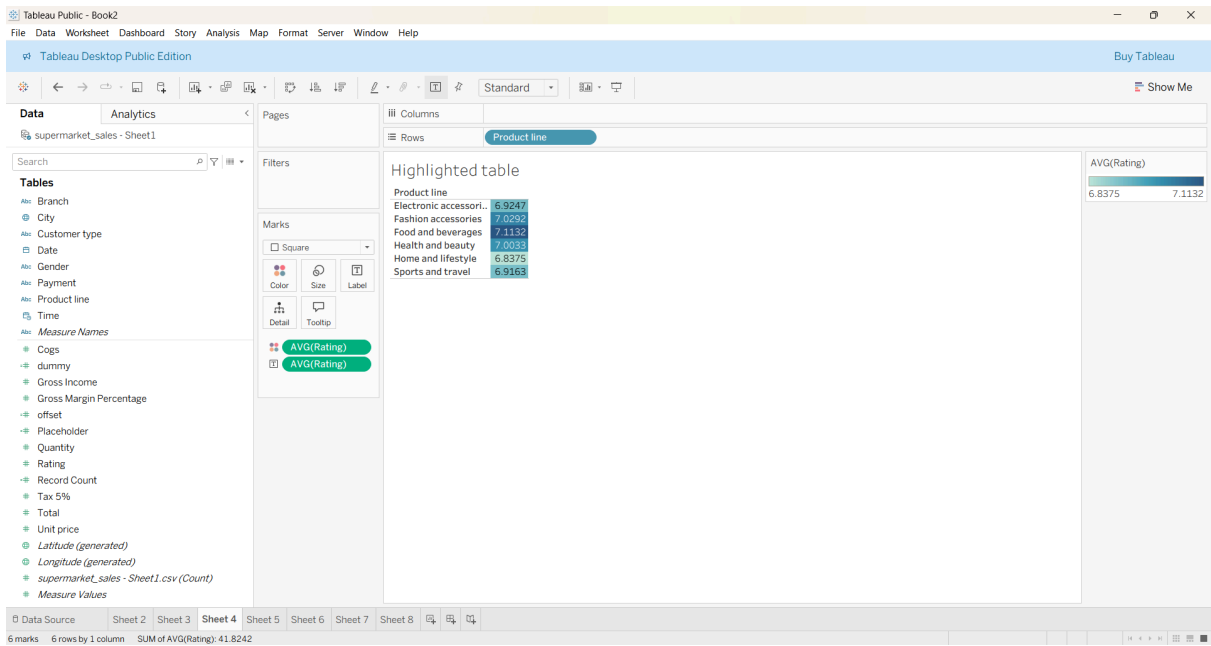 Tableau Public - Book2
File Data Worksheet Dashboard Story Analysis Map Format Server Window Help
Tableau Desktop Public Edition
Buy Tableau
Standard
Show Me
Data
Analytics
supermarket_sales - Sheet1
Search
Tables
Abc Branch
City
Abc Customer type
Date
Abc Gender
Abc Payment
Abc Product line
Time
Abc Measure Names
# Cogs
=# dummy
# Gross Income
# Gross Margin Percentage
=# offset
=# Placeholder
# Quantity
# Rating
=# Record Count
# Tax 5%
# Total
# Unit price
Latitude (generated)
Longitude (generated)
# supermarket_sales - Sheet1.csv (Count)
# Measure Values
Pages
Filters
Marks
Square
Color Size Label
Detail Tooltip
AVG(Rating)
AVG(Rating)
Columns
Rows
Product line
Highlighted table
Product line
Electronic accessori.. 6.9247
Fashion accessories 7.0292
Food and beverages 7.1132
Health and beauty 7.0033
Home and lifestyle 6.8375
Sports and travel 6.9163
AVG(Rating)
6.8375 7.1132
Data Source Sheet 2 Sheet 3 Sheet 4 Sheet 5 Sheet 6 Sheet 7 Sheet 8
6 marks 6 rows by 1 column SUM of AVG(Rating): 41.8242